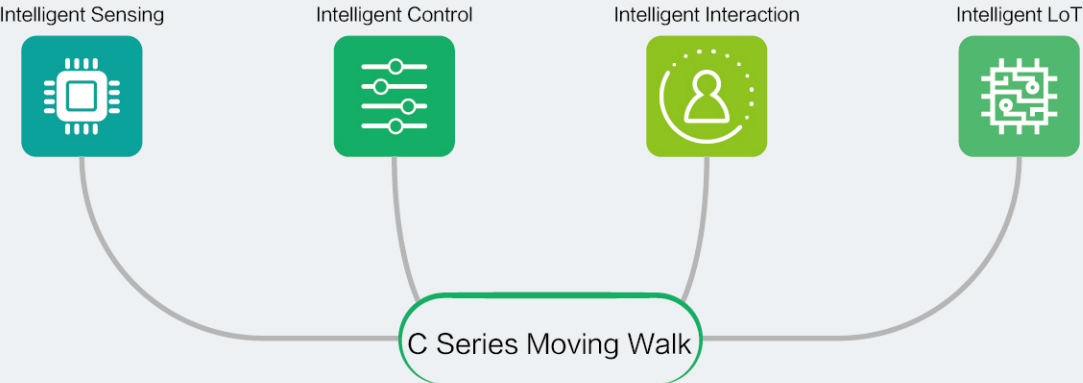 Intelligent Sensing
Intelligent Control
Intelligent Interaction
Intelligent LoT
C Series Moving Walk